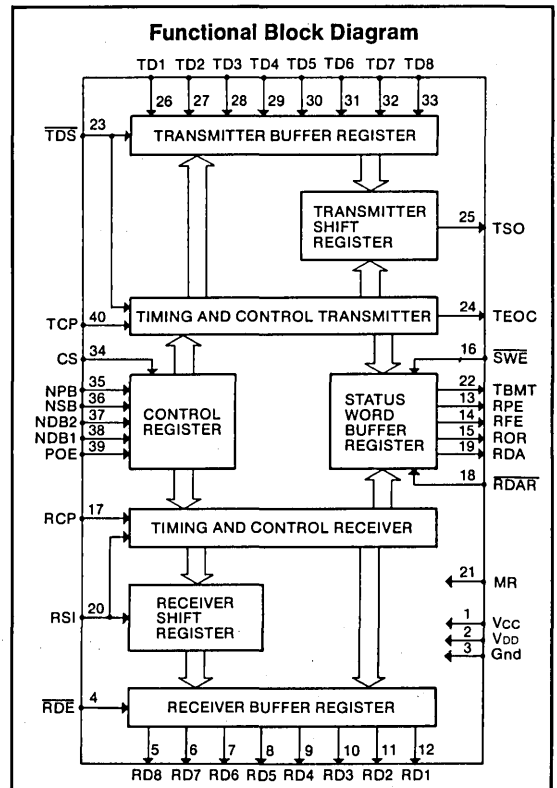 Functional Block Diagram
TD1 TD2 TD3 TD4 TD5 TD6 TD7 TD8
26 27 28 29 30 31 32 33
TDS 23
TRANSMITTER BUFFER REGISTER
TRANSMITTER
SHIFT
REGISTER
25 TSO
TCP 40
TIMING AND CONTROL TRANSMITTER
24 TEOC
CS 34
16 SWE
NPB 35
NSB 36
NDB2 37
NDB1 38
POE 39
CONTROL
REGISTER
STATUS
WORD
BUFFER
REGISTER
22 TBMT
13 RPE
14 RFE
15 ROR
19 RDA
18 RDAR
RCP 17
TIMING AND CONTROL RECEIVER
21 MR
RSI 20
RECEIVER
SHIFT
REGISTER
1 VCC
2 VDD
3 Gnd
RDE 4
RECEIVER BUFFER REGISTER
5 6 7 8 9 10 11 12
RD8 RD7 RD6 RD5 RD4 RD3 RD2 RD1